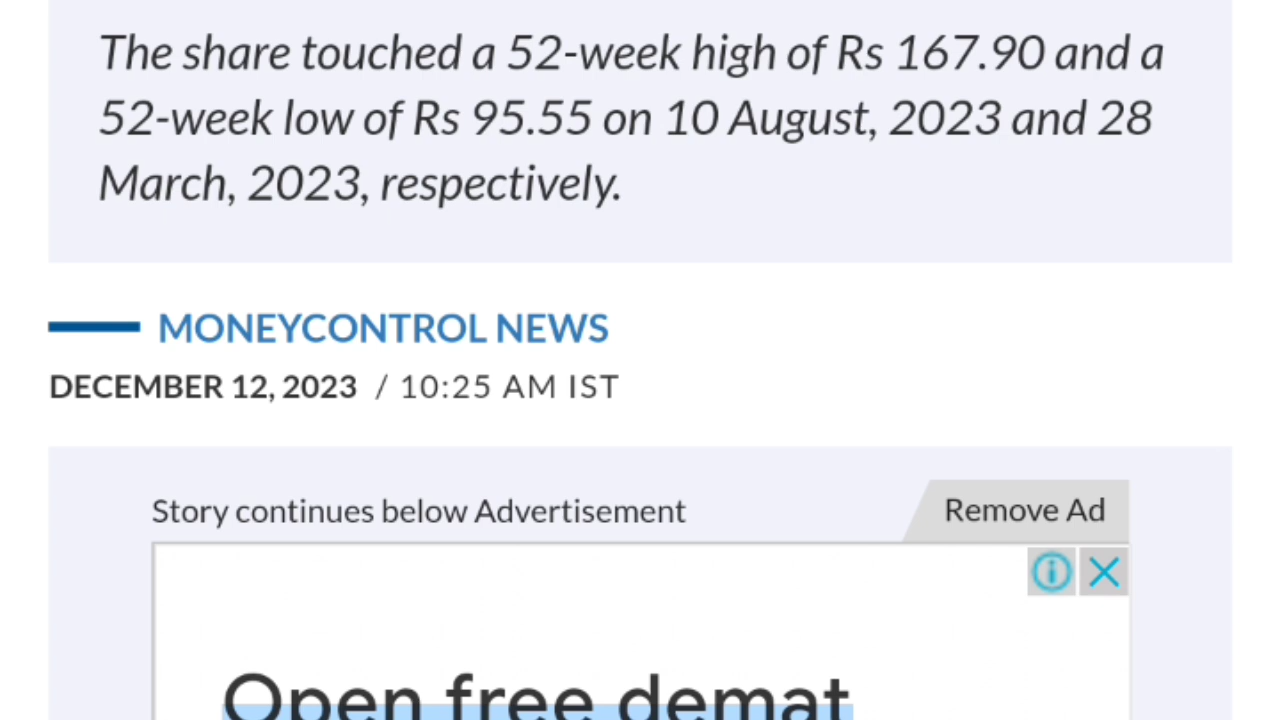 The share touched a 52-week high of Rs 167.90 and a
52-week low of Rs 95.55 on 10 August, 2023 and 28
March, 2023, respectively.
MONEYCONTROL NEWS
DECEMBER 12, 2023 / 10:25 AM IST
Story continues below Advertisement
Remove Ad
Open free demat